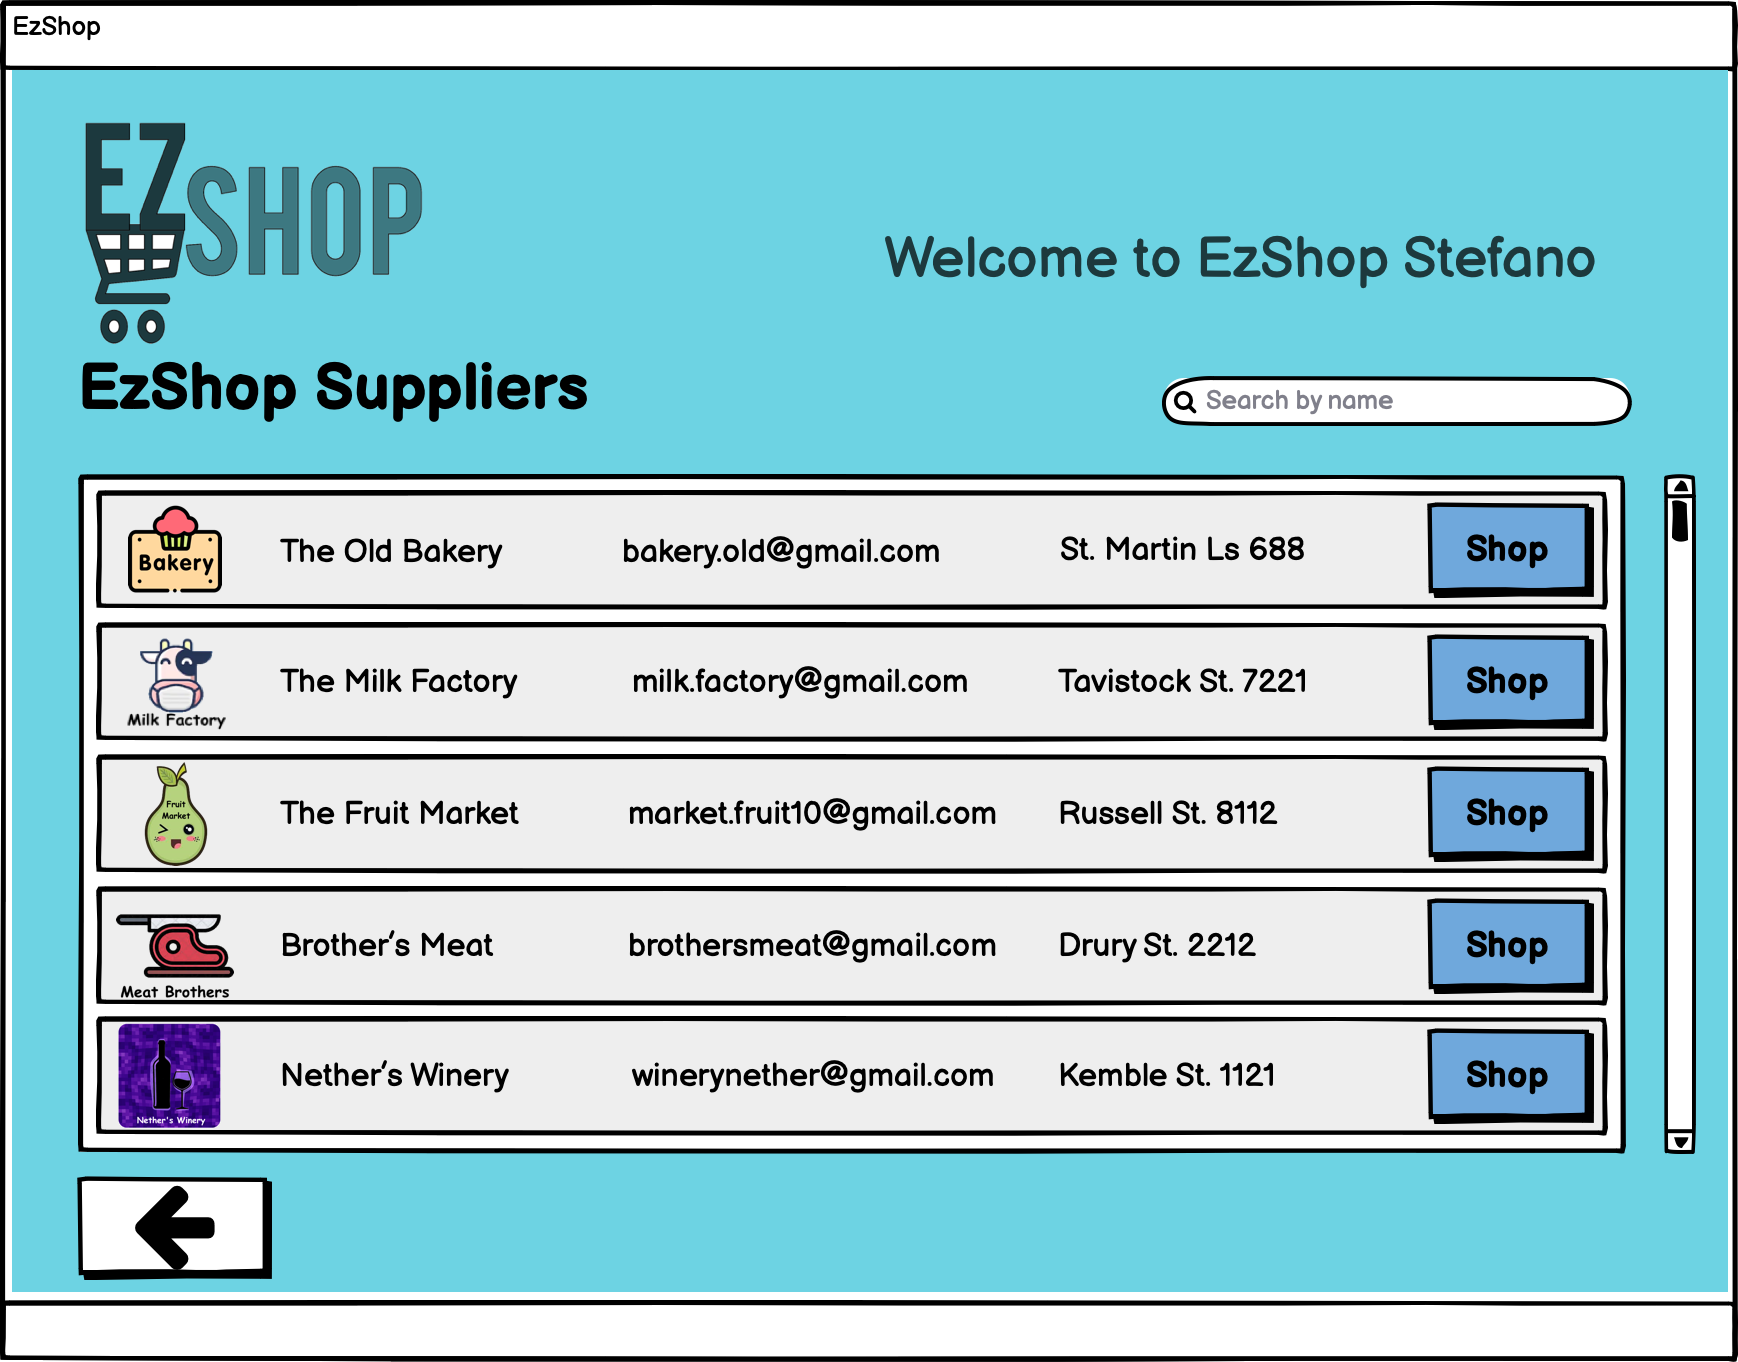 EzShop
EZSHOP
Welcome to EzShop Stefano
EzShop Suppliers
Search by name
Bakery
The Old Bakery bakery.old@gmail.com St. Martin Ls 688 Shop
The Milk Factory milk.factory@gmail.com Tavistock St. 7221 Shop
Milk Factory
Fruit
Market
The Fruit Market market.fruit10@gmail.com Russell St. 8112 Shop
Brother's Meat brothersmeat@gmail.com Drury St. 2212 Shop
Meat Brothers
Nether's Winery winerynether@gmail.com Kemble St. 1121 Shop
Nether's Winery